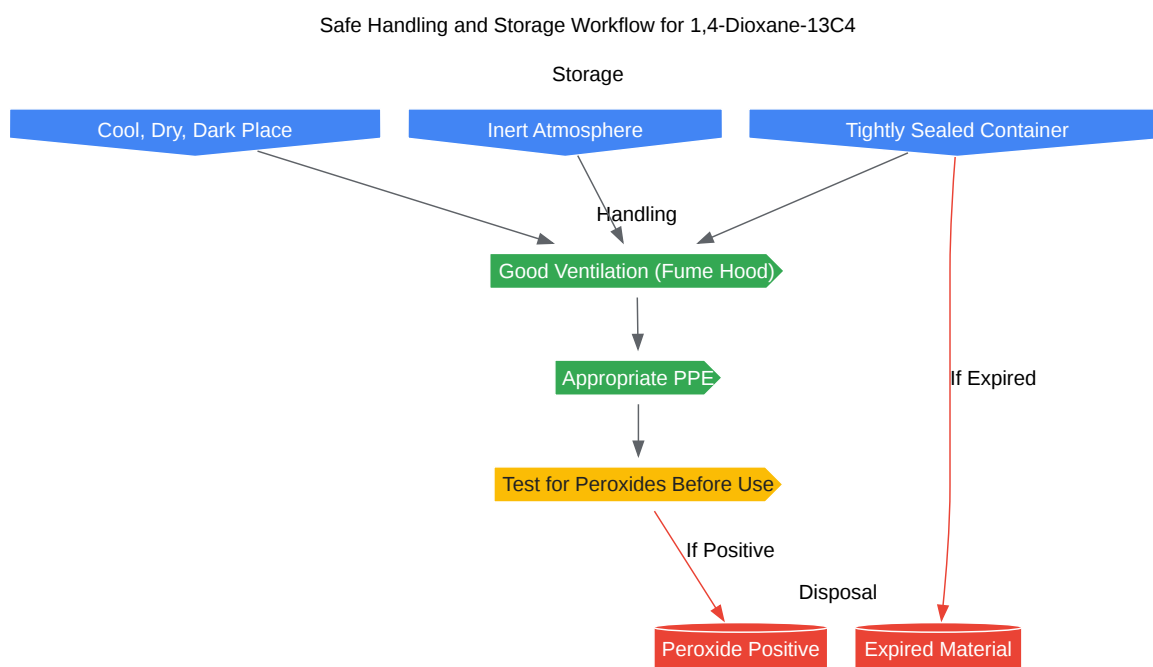 Safe Handling and Storage Workflow for 1,4-Dioxane-13C4
Storage
Cool, Dry, Dark Place
Inert Atmosphere
Tightly Sealed Container
Handling
Good Ventilation (Fume Hood)
Appropriate PPE
If Expired
Test for Peroxides Before Use
If Positive
Disposal
Peroxide Positive
Expired Material